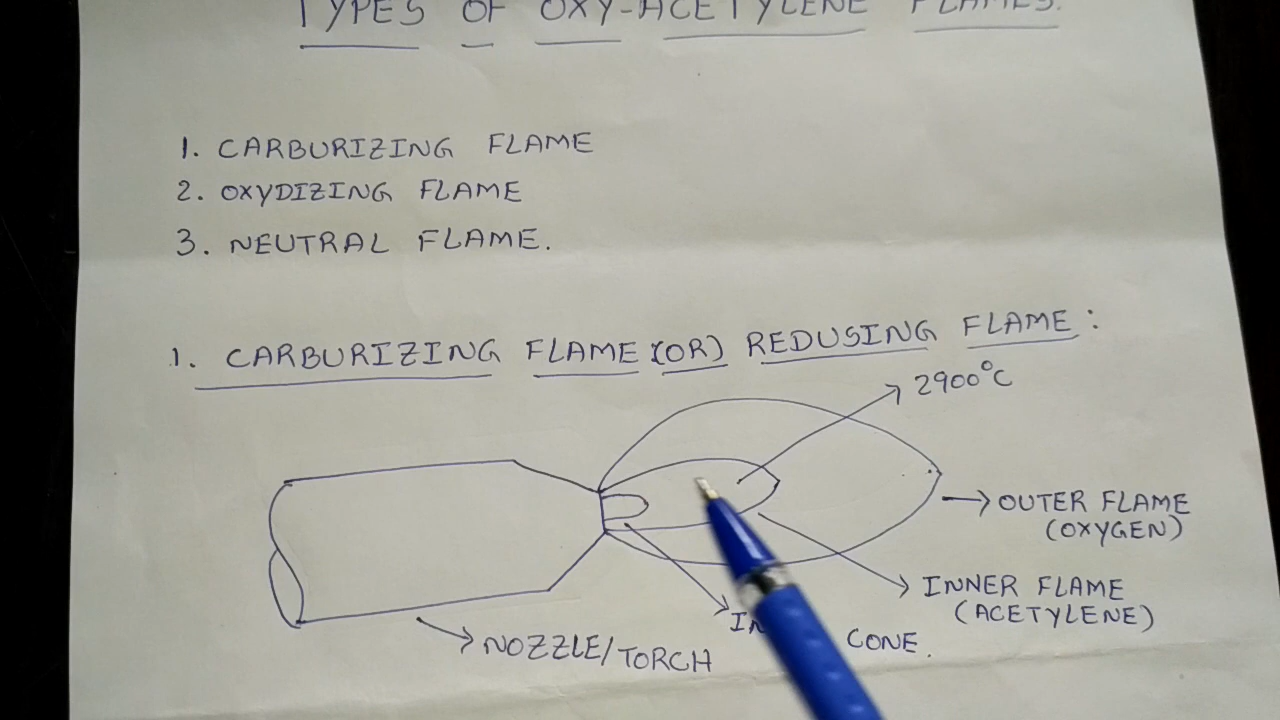 TYPES OF OXY-ACETYLENE FLAMES.
1. CARBURIZING FLAME
2. OXYDIZING FLAME
3. NEUTRAL FLAME.
1. CARBURIZING FLAME (OR) REDUSING FLAME:
2900°C
OUTER FLAME
(OXYGEN)
INNER FLAME
(ACETYLENE)
CONE.
NOZZLE/TORCH